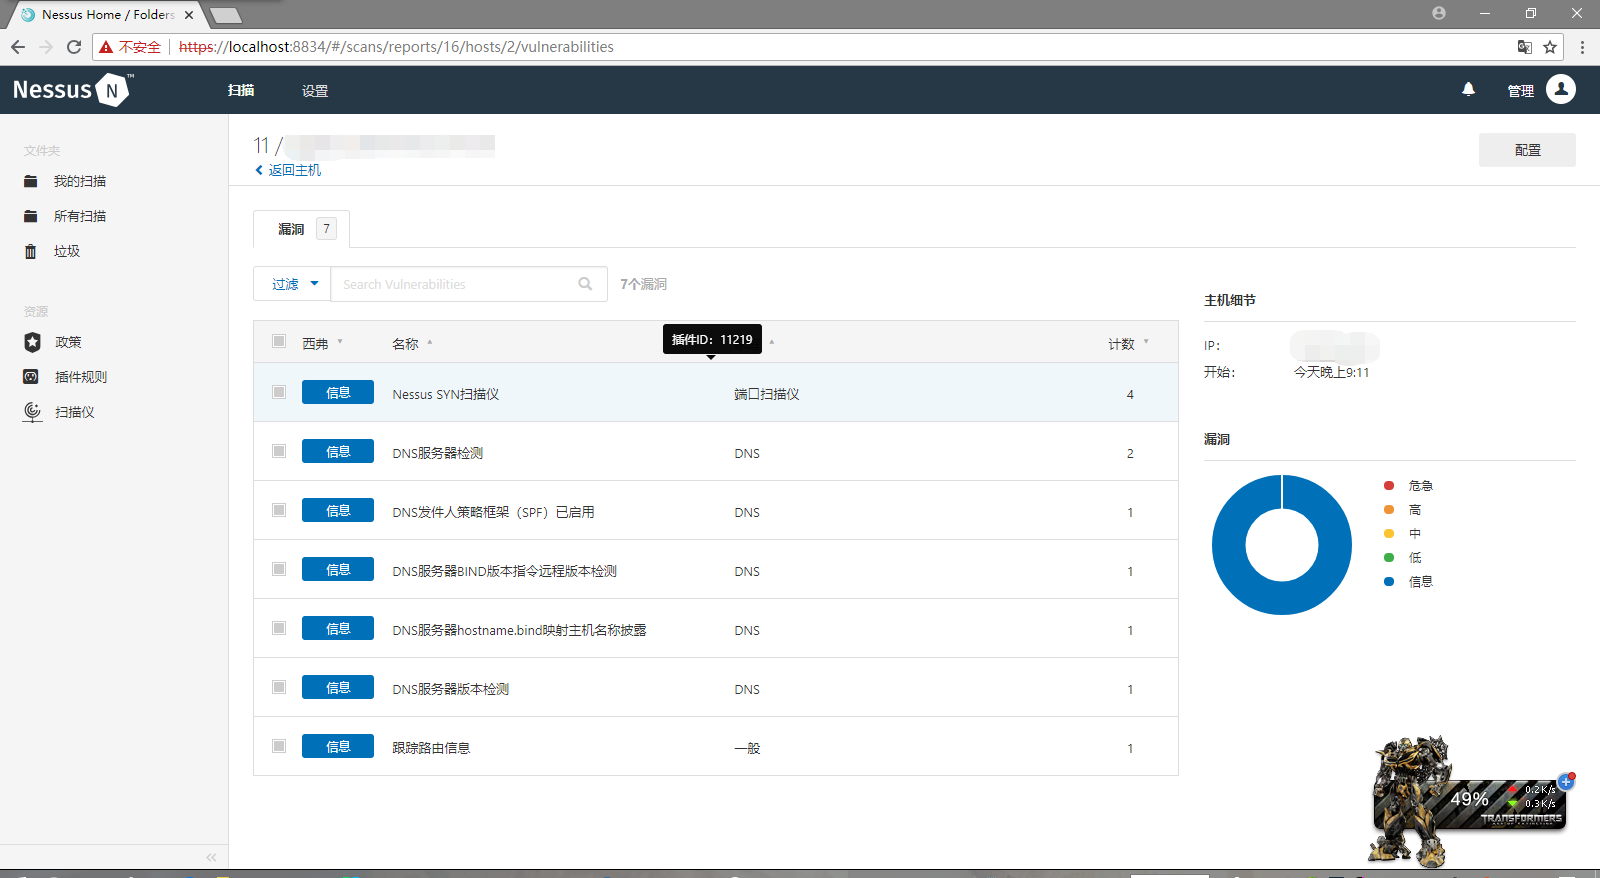 Nessus Home / Folders
不安全 https://localhost:8834/#/scans/reports/16/hosts/2/vulnerabilities
Nessus N ™ 扫描 设置 管理
文件夹
我的扫描
所有扫描
垃圾
资源
政策
插件规则
扫描仪
11 /
返回主机
配置
漏洞 7
过滤 Search Vulnerabilities 7个漏洞
插件ID：11219
西弗 名称 计数
信息 Nessus SYN扫描仪 端口扫描仪 4
信息 DNS服务器检测 DNS 2
信息 DNS发件人策略框架（SPF）已启用 DNS 1
信息 DNS服务器BIND版本指令远程版本检测 DNS 1
信息 DNS服务器hostname.bind映射主机名称披露 DNS 1
信息 DNS服务器版本检测 DNS 1
信息 跟踪路由信息 一般 1
主机细节
IP：
开始： 今天晚上9:11
漏洞
危急
高
中
低
信息
49% 0.2K/s
0.3K/s
TRANSFORMERS